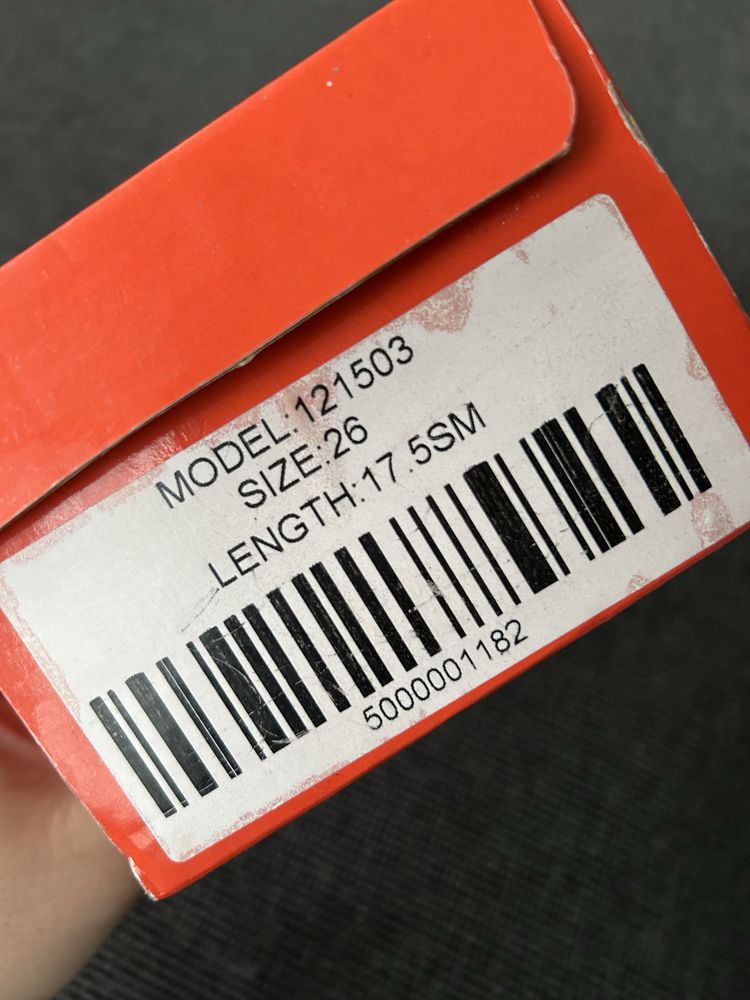 MODEL:121503
SIZE:26
LENGTH:17.5SM
5000001182